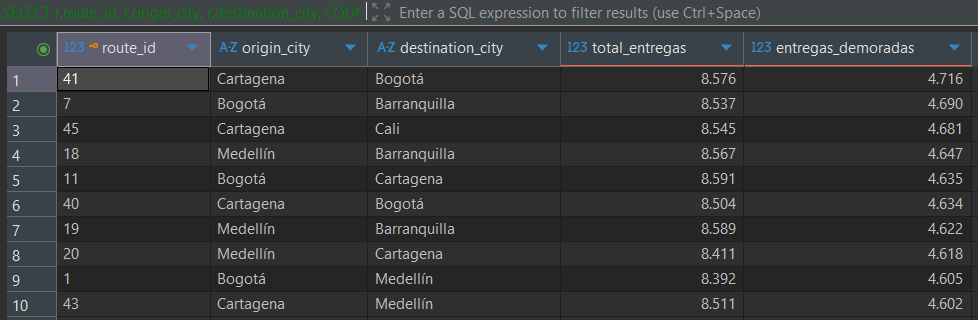 SELECT r.route_id, r.origin_city, r.destination_city, COUN Enter a SQL expression to filter results (use Ctrl+Space)
123 route_id A-Z origin_city A-Z destination_city 123 total_entregas 123 entregas_demoradas
1 41 Cartagena Bogotá 8.576 4.716
2 7 Bogotá Barranquilla 8.537 4.690
3 45 Cartagena Cali 8.545 4.681
4 18 Medellín Barranquilla 8.567 4.647
5 11 Bogotá Cartagena 8.591 4.635
6 40 Cartagena Bogotá 8.504 4.634
7 19 Medellín Barranquilla 8.589 4.622
8 20 Medellín Cartagena 8.411 4.618
9 1 Bogotá Medellín 8.392 4.605
10 43 Cartagena Medellín 8.511 4.602